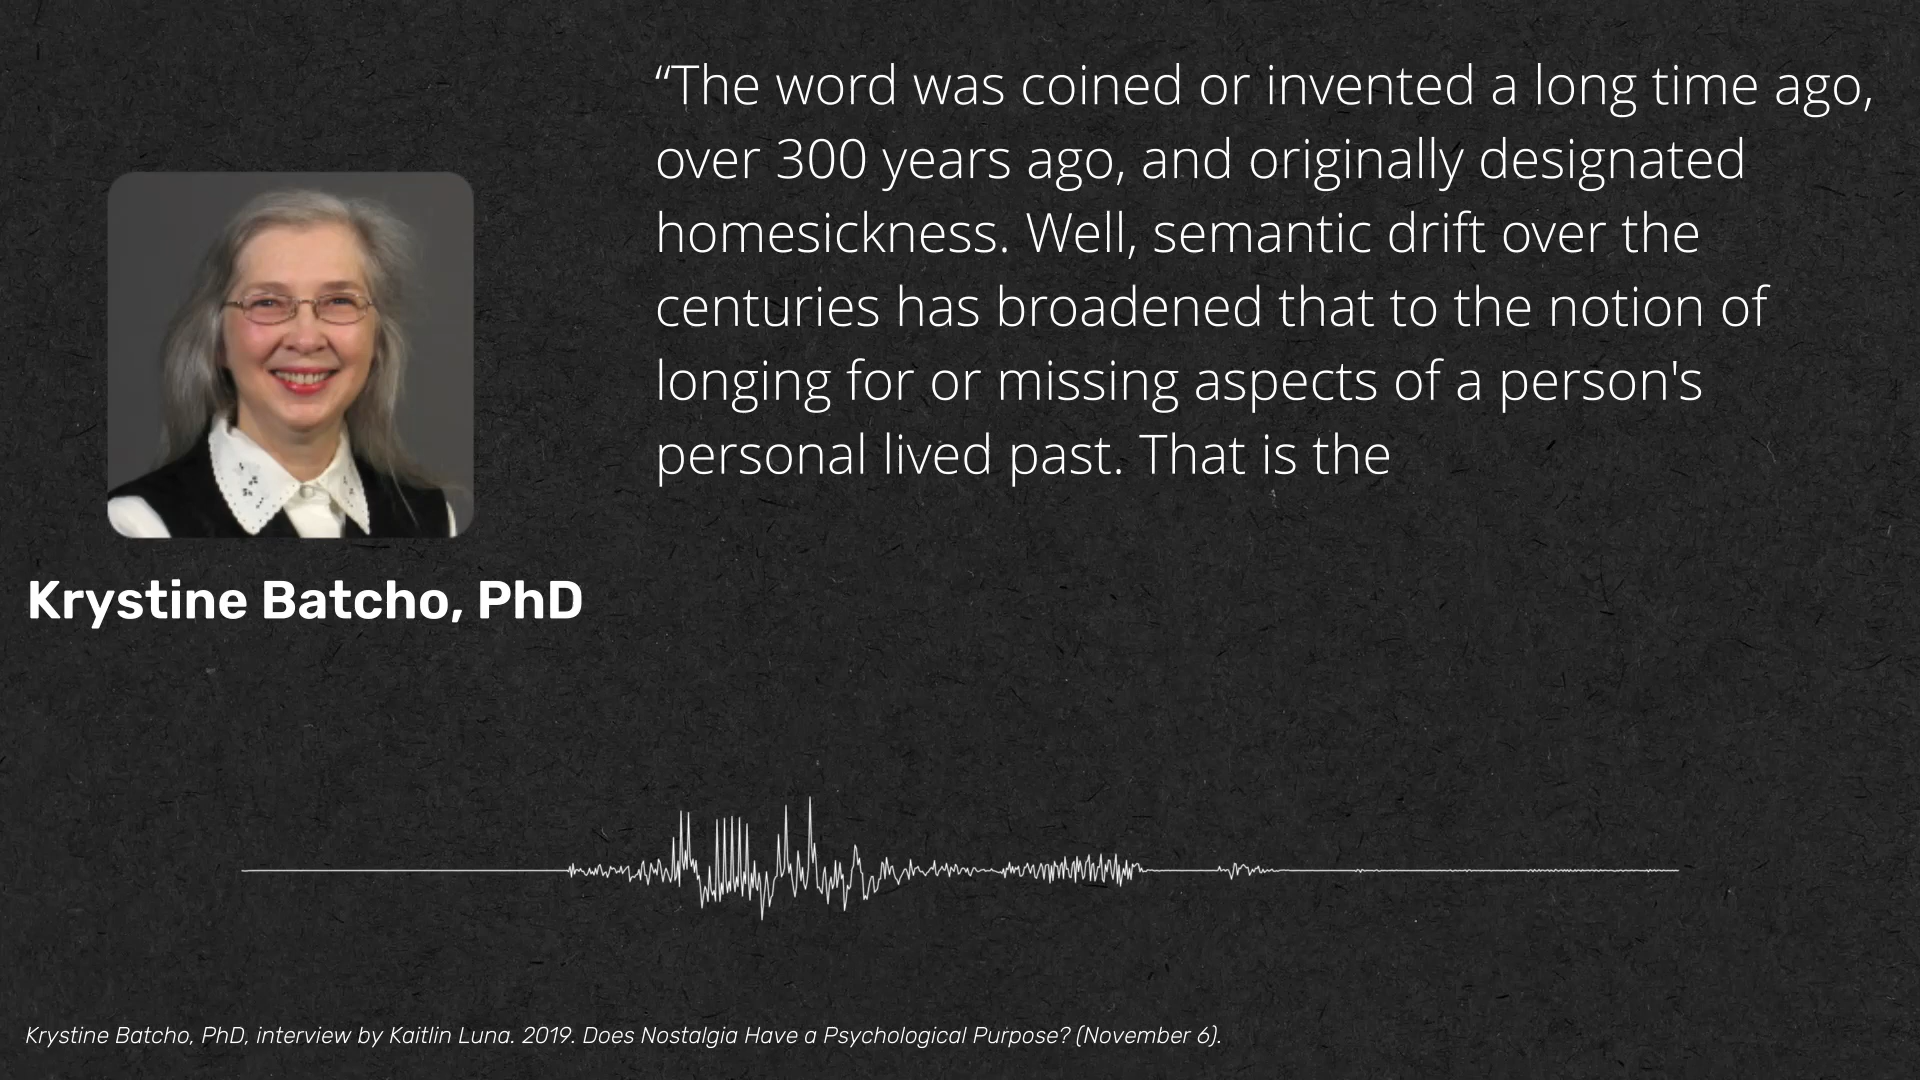 “The word was coined or invented a long time ago,
over 300 years ago, and originally designated
homesickness. Well, semantic drift over the
centuries has broadened that to the notion of
longing for or missing aspects of a person's
personal lived past. That is the
Krystine Batcho, PhD
Krystine Batcho, PhD, interview by Kaitlin Luna. 2019. Does Nostalgia Have a Psychological Purpose? (November 6).